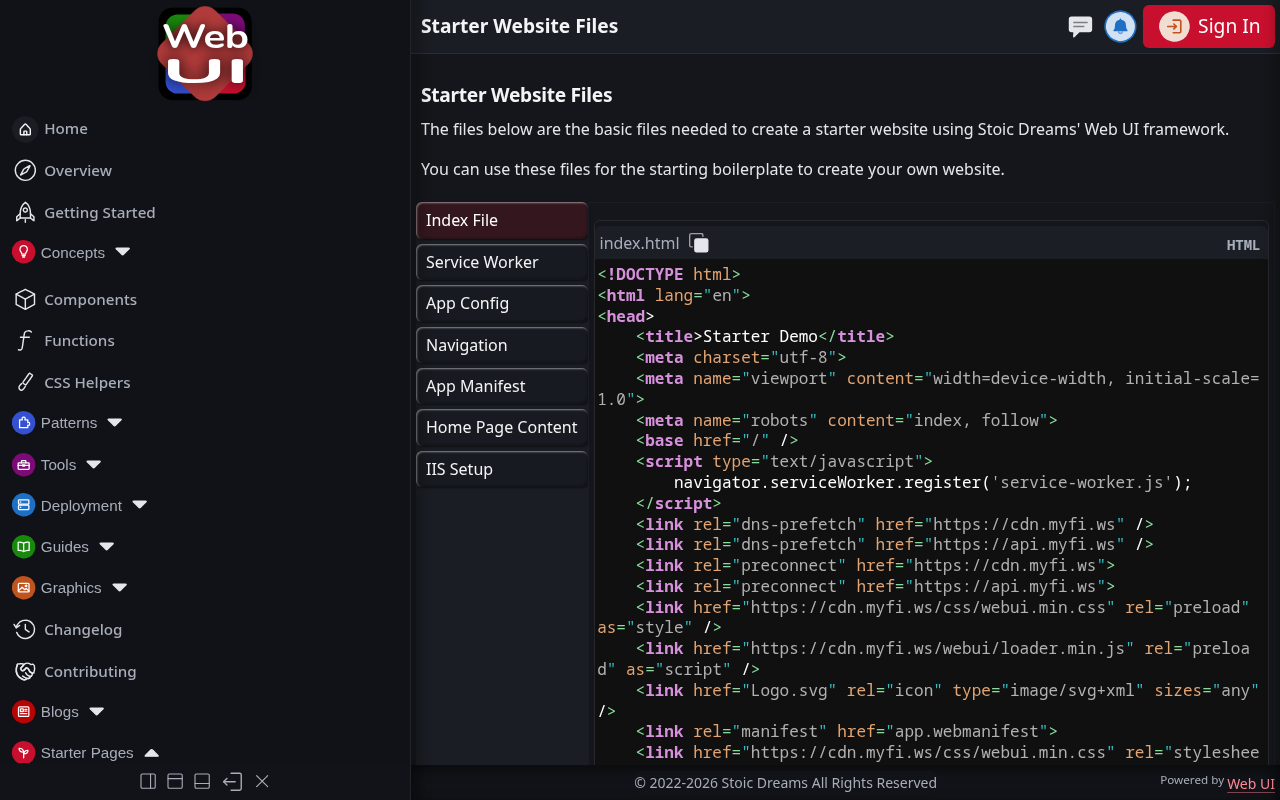 Web
UI
Home
Overview
Getting Started
Concepts
Components
Functions
CSS Helpers
Patterns
Tools
Deployment
Guides
Graphics
Changelog
Contributing
Blogs
Starter Pages
Starter Website Files
Sign In
Starter Website Files
The files below are the basic files needed to create a starter website using Stoic Dreams' Web UI framework.
You can use these files for the starting boilerplate to create your own website.
Index File
Service Worker
App Config
Navigation
App Manifest
Home Page Content
IIS Setup
index.html
HTML
<!DOCTYPE html>
<html lang="en">
<head>
    <title>Starter Demo</title>
    <meta charset="utf-8">
    <meta name="viewport" content="width=device-width, initial-scale=
1.0">
    <meta name="robots" content="index, follow">
    <base href="/" />
    <script type="text/javascript">
        navigator.serviceWorker.register('service-worker.js');
    </script>
    <link rel="dns-prefetch" href="https://cdn.myfi.ws" />
    <link rel="dns-prefetch" href="https://api.myfi.ws" />
    <link rel="preconnect" href="https://cdn.myfi.ws">
    <link rel="preconnect" href="https://api.myfi.ws">
    <link href="https://cdn.myfi.ws/css/webui.min.css" rel="preload"
as="style" />
    <link href="https://cdn.myfi.ws/webui/loader.min.js" rel="preloa
d" as="script" />
    <link href="Logo.svg" rel="icon" type="image/svg+xml" sizes="any"
/>
    <link rel="manifest" href="app.webmanifest">
    <link href="https://cdn.myfi.ws/css/webui.min.css" rel="styleshee
© 2022-2026 Stoic Dreams All Rights Reserved
Powered by Web UI